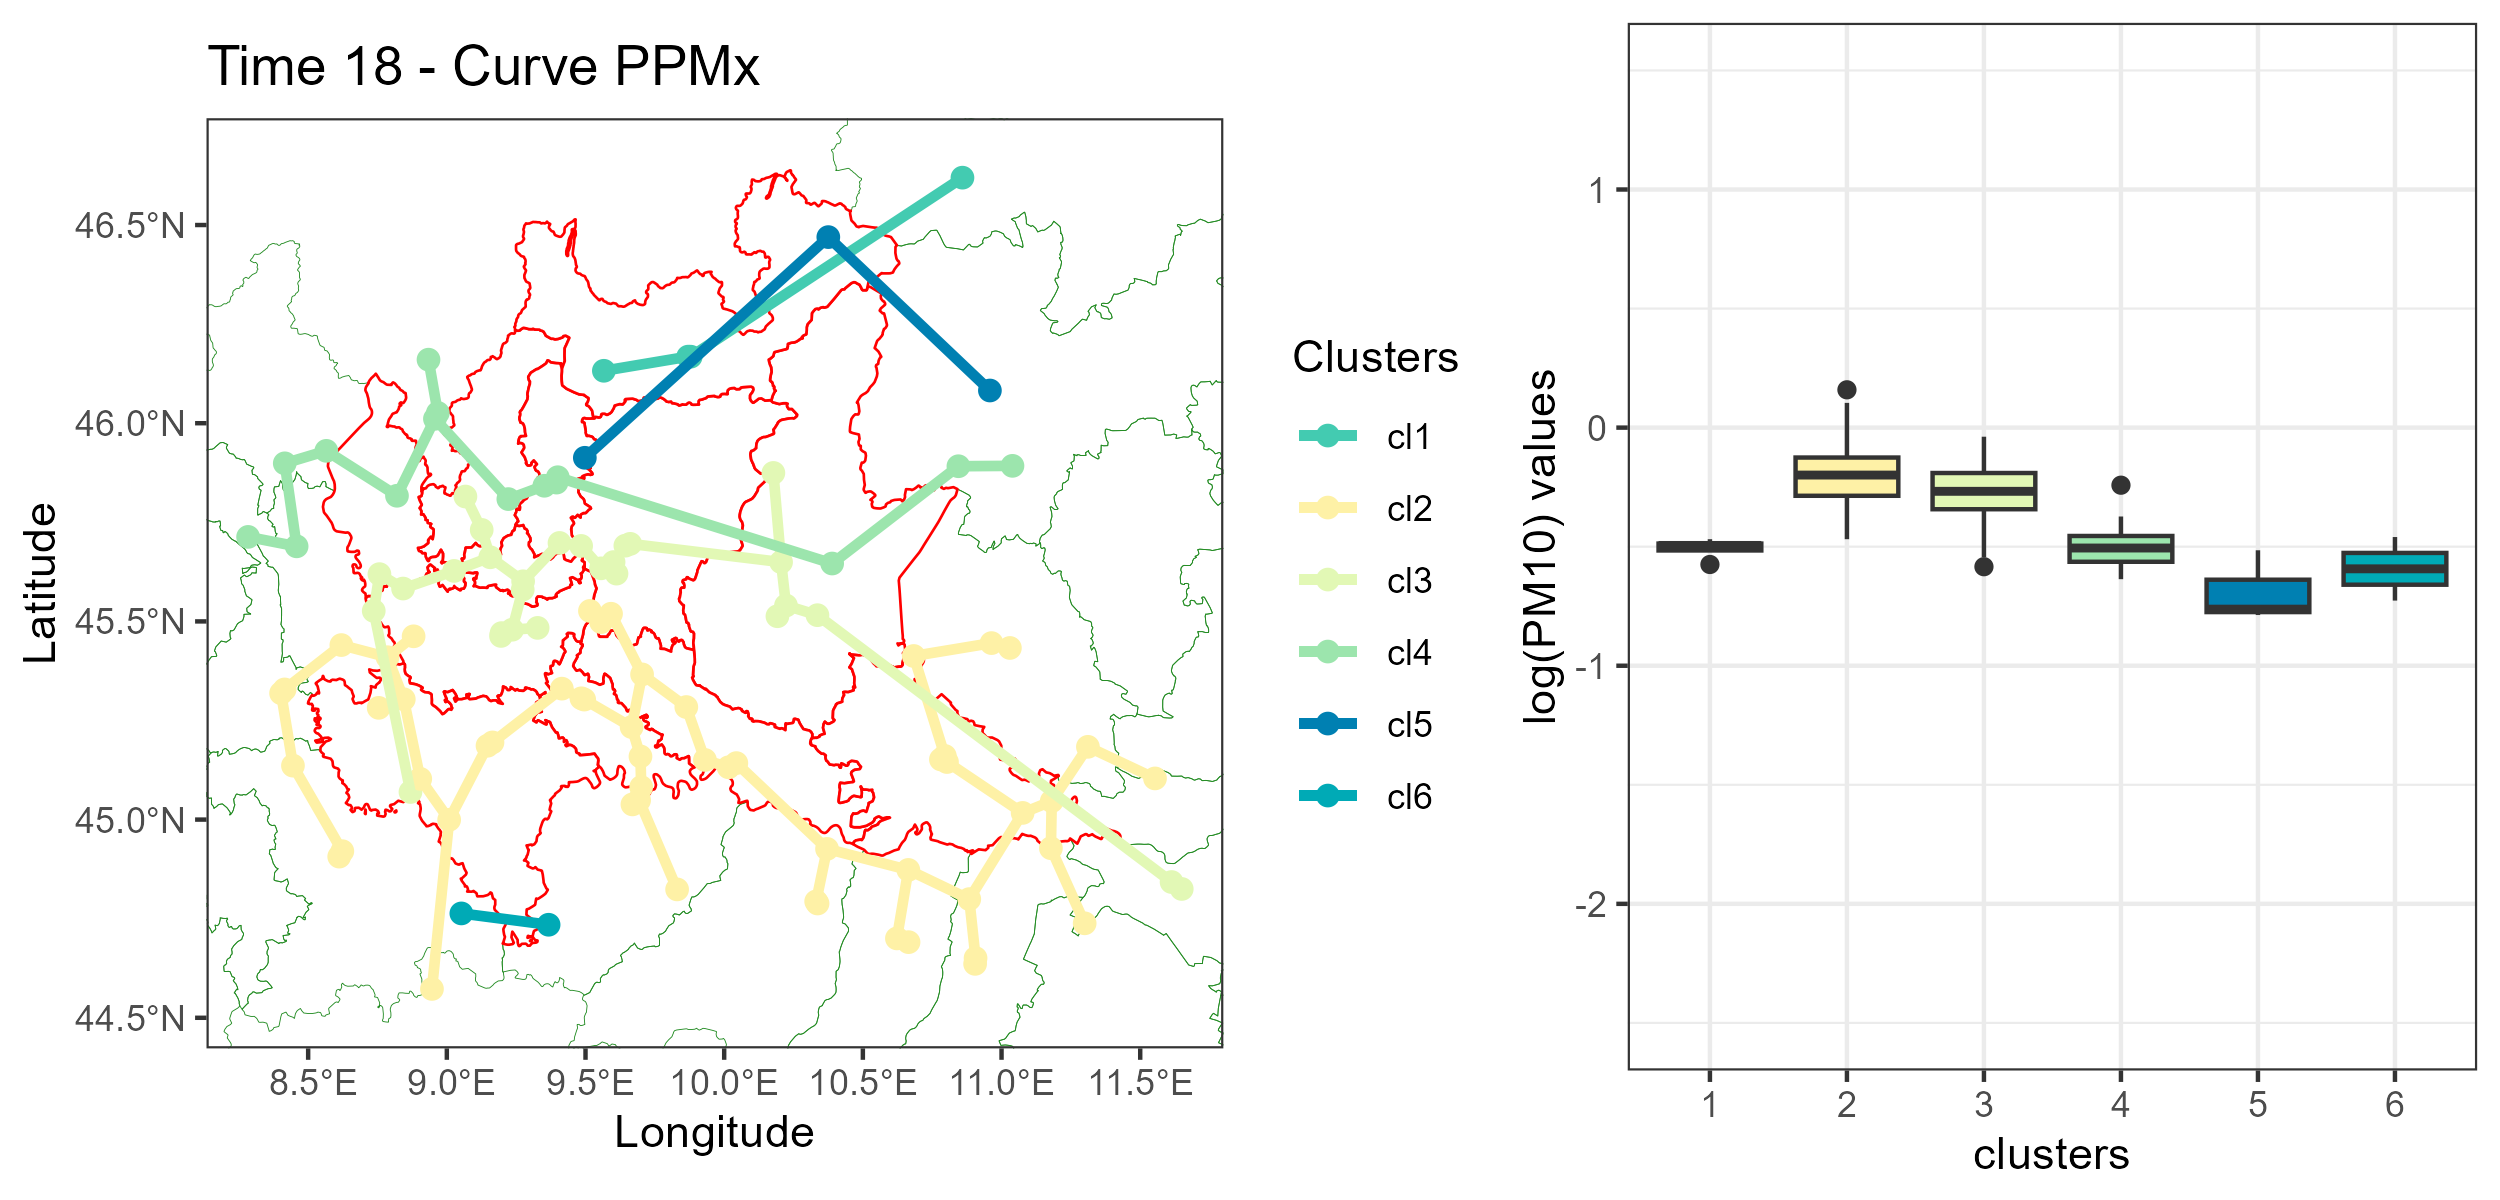 Time 18 - Curve PPMx
Latitude
46.5°N
46.0°N
45.5°N
45.0°N
44.5°N
8.5°E
9.0°E
9.5°E
10.0°E
10.5°E
11.0°E
11.5°E
Longitude
Clusters
cl1
cl2
cl3
cl4
cl5
cl6
log(PM10) values
1
0
-1
-2
1
2
3
4
5
6
clusters